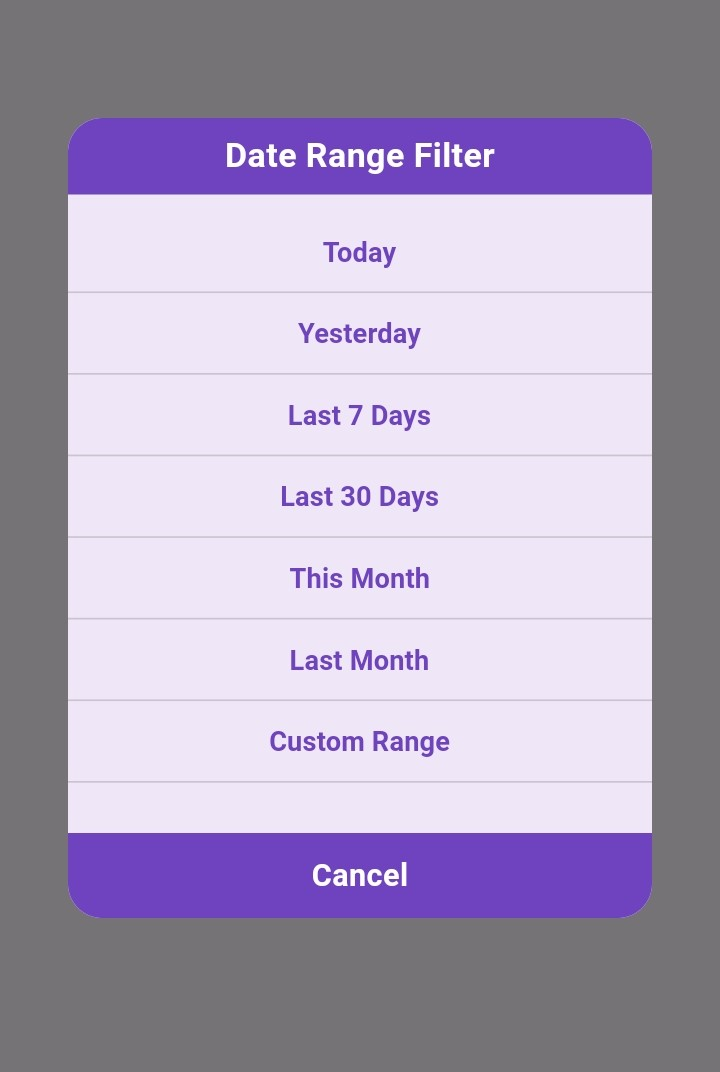 Date Range Filter
Today
Yesterday
Last 7 Days
Last 30 Days
This Month
Last Month
Custom Range
Cancel